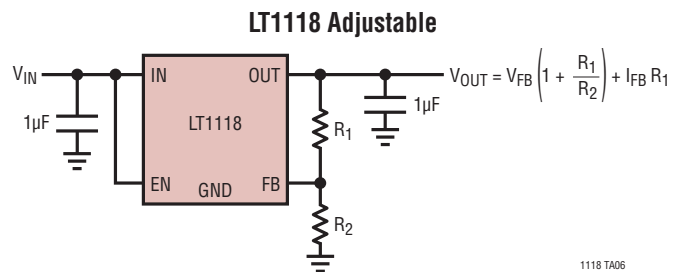 LT1118 Adjustable
VIN
IN
OUT
VOUT = VFB (1 + R1/R2) + IFB R1
1µF
LT1118
R1
1µF
EN
GND
FB
R2
1118 TA06